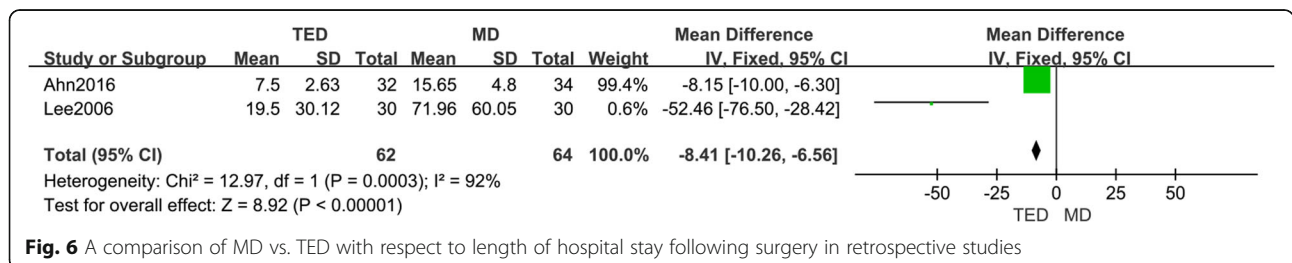 TED MD Mean Difference Mean Difference
Study or Subgroup Mean SD Total Mean SD Total Weight IV, Fixed, 95% CI IV, Fixed, 95% CI
Ahn2016 7.5 2.63 32 15.65 4.8 34 99.4% -8.15 [-10.00, -6.30]
Lee2006 19.5 30.12 30 71.96 60.05 30 0.6% -52.46 [-76.50, -28.42]
Total (95% CI) 62 64 100.0% -8.41 [-10.26, -6.56]
Heterogeneity: Chi² = 12.97, df = 1 (P = 0.0003); I² = 92%
Test for overall effect: Z = 8.92 (P < 0.00001)
-50 -25 0 25 50
TED MD
Fig. 6 A comparison of MD vs. TED with respect to length of hospital stay following surgery in retrospective studies